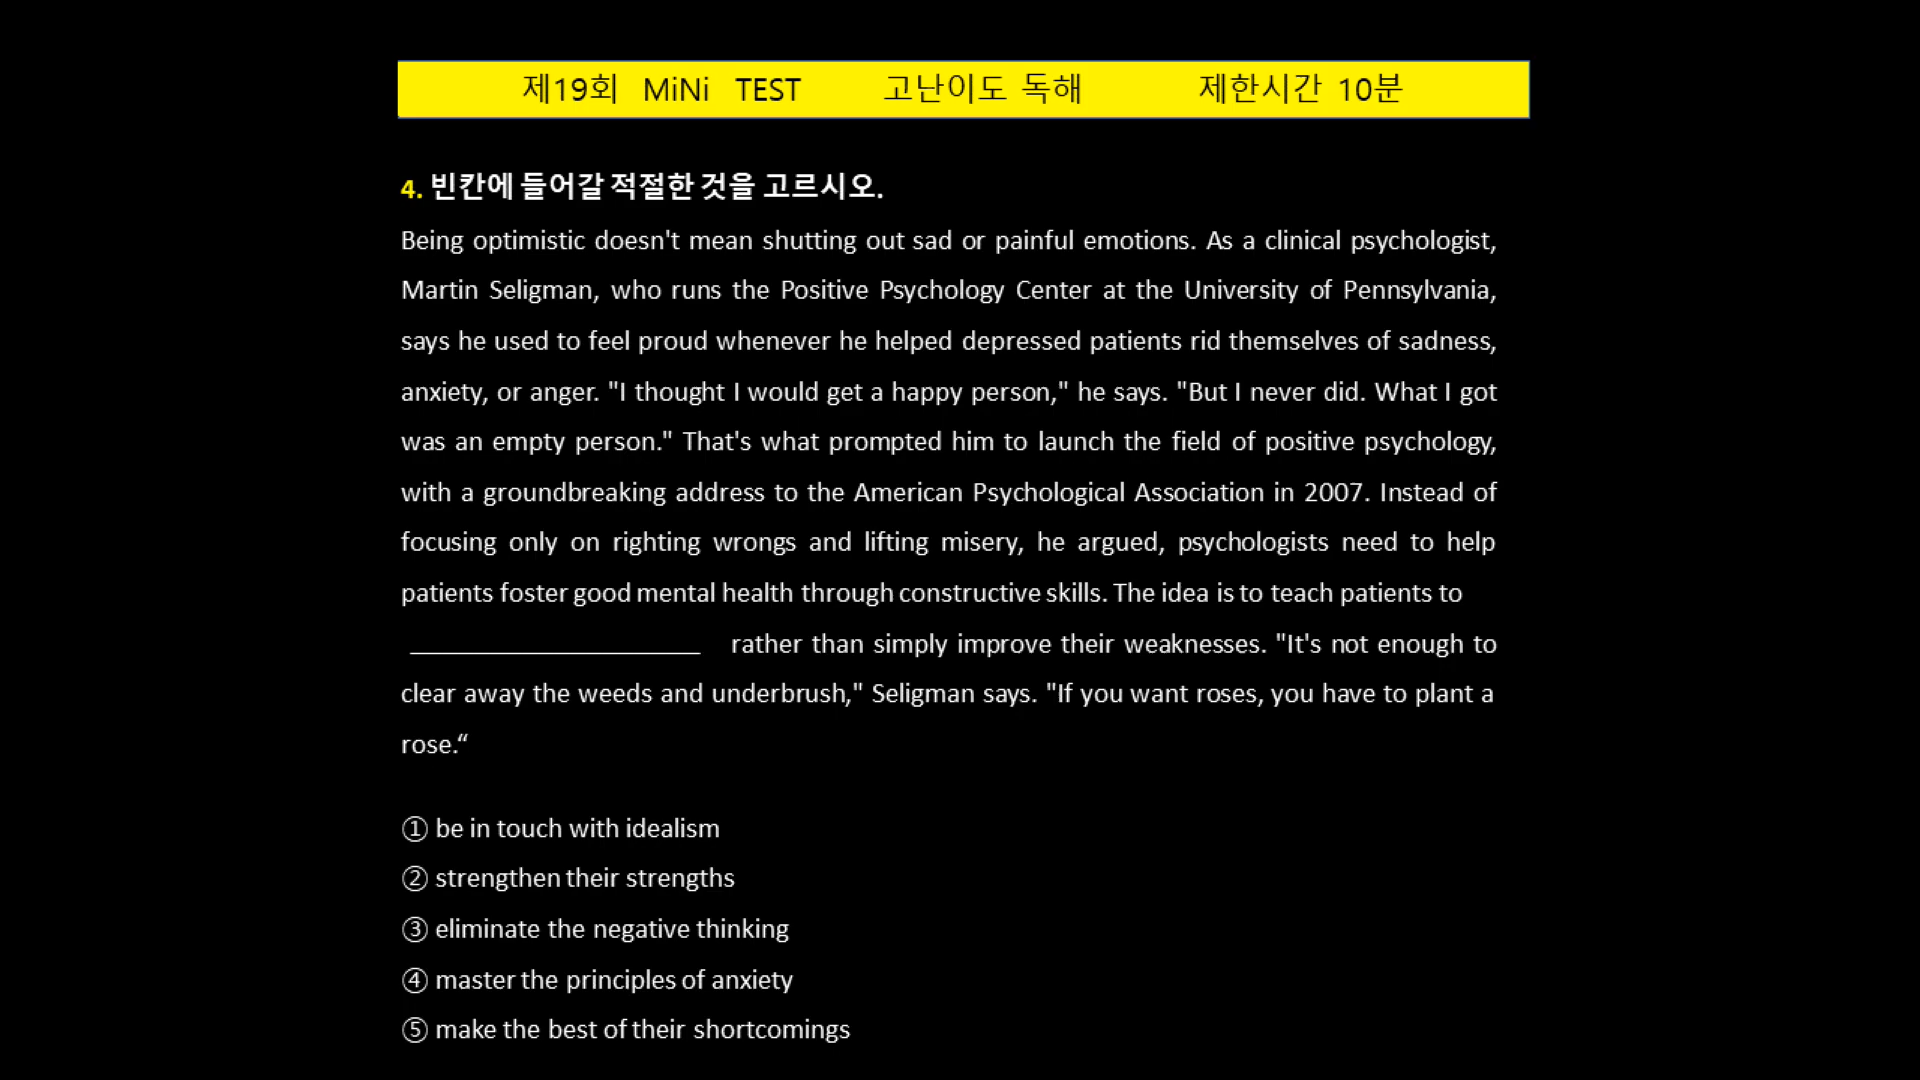 제19회 MiNi TEST 고난이도 독해 제한시간 10분
4. 빈칸에 들어갈 적절한 것을 고르시오.
Being optimistic doesn't mean shutting out sad or painful emotions. As a clinical psychologist,
Martin Seligman, who runs the Positive Psychology Center at the University of Pennsylvania,
says he used to feel proud whenever he helped depressed patients rid themselves of sadness,
anxiety, or anger. "I thought I would get a happy person," he says. "But I never did. What I got
was an empty person." That's what prompted him to launch the field of positive psychology,
with a groundbreaking address to the American Psychological Association in 2007. Instead of
focusing only on righting wrongs and lifting misery, he argued, psychologists need to help
patients foster good mental health through constructive skills. The idea is to teach patients to
____________________ rather than simply improve their weaknesses. "It's not enough to
clear away the weeds and underbrush," Seligman says. "If you want roses, you have to plant a
rose.“
① be in touch with idealism
② strengthen their strengths
③ eliminate the negative thinking
④ master the principles of anxiety
⑤ make the best of their shortcomings